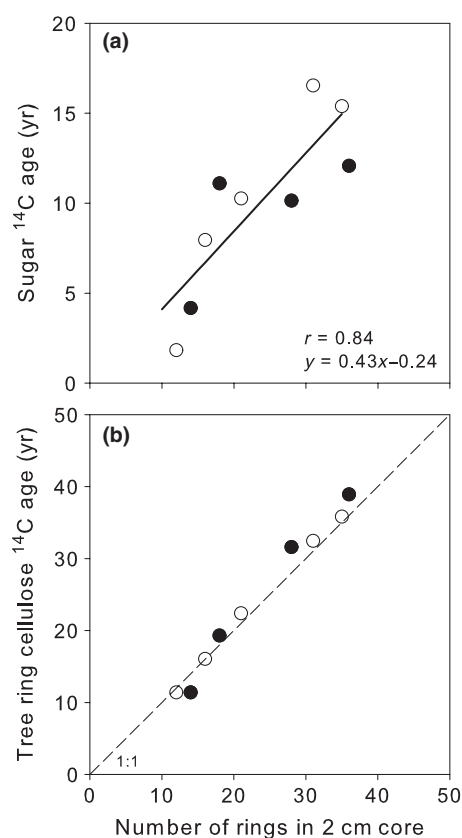 20
(a)
15
10
5
0
Sugar ¹⁴C age (yr)
r = 0.84
y = 0.43x–0.24
50
(b)
40
30
20
10
0
Tree ring cellulose ¹⁴C age (yr)
1:1
0 10 20 30 40 50
Number of rings in 2 cm core